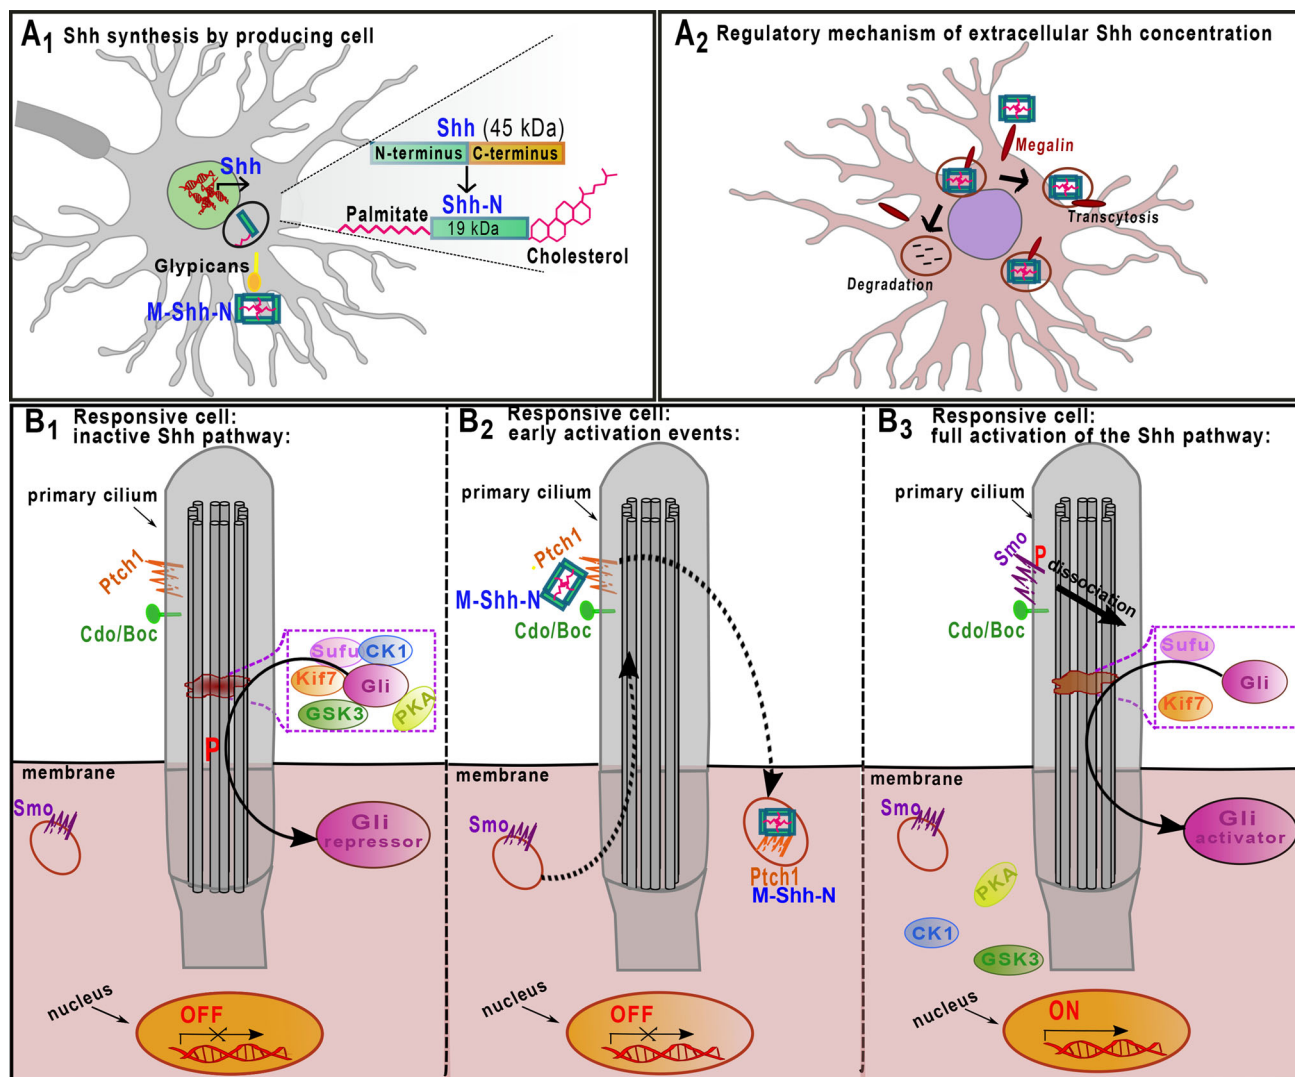 A1 Shh synthesis by producing cell
Shh
Shh (45 kDa)
N-terminus C-terminus
Shh-N
Palmitate
19 kDa
Cholesterol
Glypicans
M-Shh-N
A2 Regulatory mechanism of extracellular Shh concentration
Megalin
Transcytosis
Degradation
B1 Responsive cell:
inactive Shh pathway:
primary cilium
Ptch1
Cdo/Boc
Sufu CK1
Kif7 Gli
GSK3 PKA
P
membrane
Smo
Gli
repressor
nucleus
OFF
B2 Responsive cell:
early activation events:
primary cilium
Ptch1
M-Shh-N
Cdo/Boc
membrane
Smo
Ptch1
M-Shh-N
nucleus
OFF
B3 Responsive cell:
full activation of the Shh pathway:
primary cilium
Smo
P
dissociation
Cdo/Boc
Sufu
Gli
Kif7
membrane
Smo
Gli
activator
PKA
CK1
GSK3
nucleus
ON